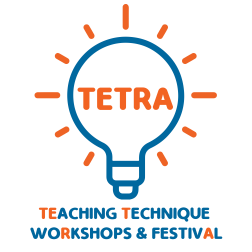 TETRA
TEACHING TECHNIQUE
WORKSHOPS & FESTIVAL